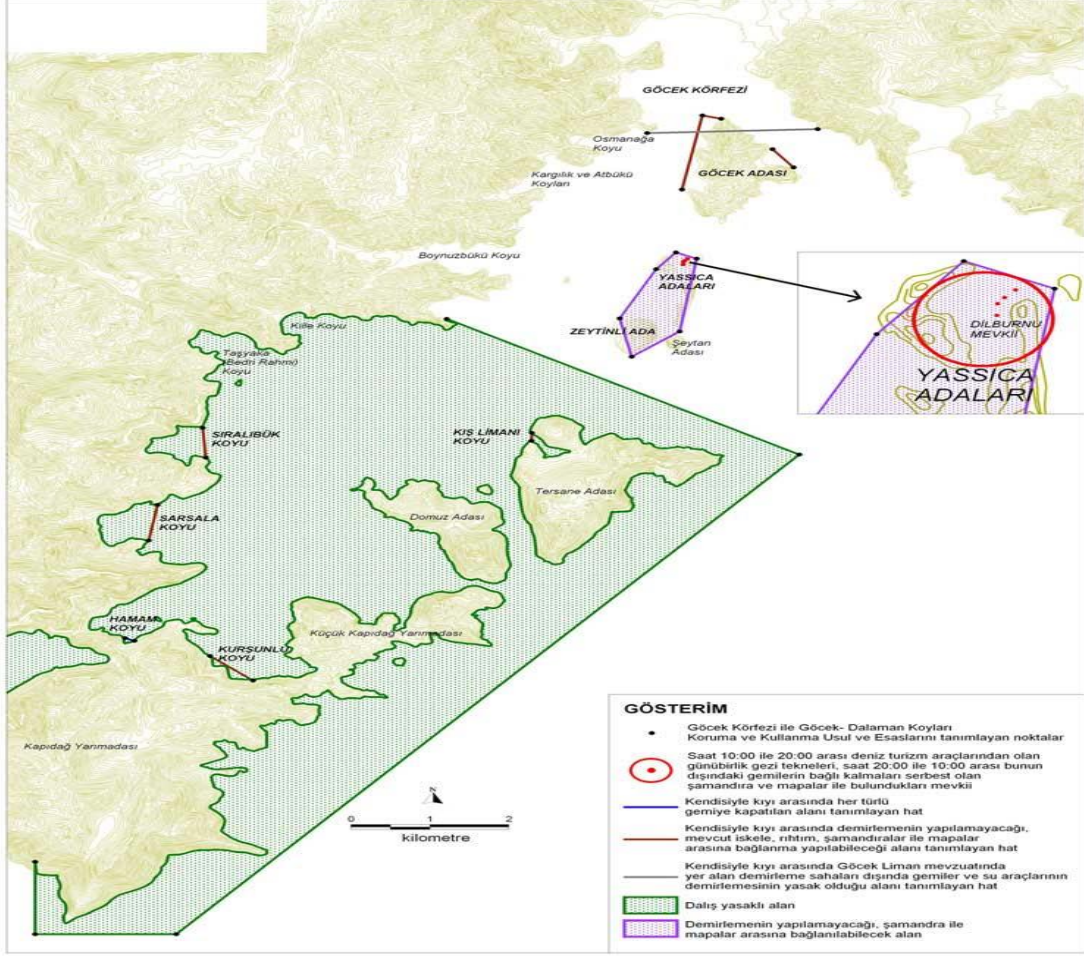 GÖCEK KÖRFEZİ
Osmanağa
Koyu
Kargılık ve Atbükü
Koyları
GÖCEK ADASI
Boynuzbükü Koyu
YASSICA
ADALARI
ZEYTİNLİ ADA
Şeytan
Adası
DİLBURNU
MEVKİİ
YASSICA
ADALARI
Kille Koyu
Taşyaka
(Bedri Rahmi)
Koyu
SIRALIBÜK
KOYU
KIŞ LİMANI
KOYU
Tersane Adası
Domuz Adası
SARSALA
KOYU
HAMAM
KOYU
KURŞUNLU
KOYU
Küçük Kapıdağ Yarımadası
Kapıdağ Yarımadası
N
0 1 2
kilometre
GÖSTERİM
Göcek Körfezi ile Göcek- Dalaman Koyları
Koruma ve Kullanma Usul ve Esaslarını tanımlayan noktalar
Saat 10:00 ile 20:00 arası deniz turizm araçlarından olan
günübirlik gezi tekneleri, saat 20:00 ile 10:00 arası bunun
dışındaki gemilerin bağlı kalmaları serbest olan
şamandıra ve mapalar ile bulundukları mevkii
Kendisiyle kıyı arasında her türlü
gemiye kapatılan alanı tanımlayan hat
Kendisiyle kıyı arasında demirlemenin yapılamayacağı,
mevcut iskele, rıhtım, şamandıralar ile mapalar
arasına bağlanma yapılabileceği alanı tanımlayan hat
Kendisiyle kıyı arasında Göcek Liman mevzuatında
yer alan demirleme sahaları dışında gemiler ve su araçlarının
demirlemesinin yasak olduğu alanı tanımlayan hat
Dalış yasaklı alan
Demirlemenin yapılamayacağı, şamandra ile
mapalar arasına bağlanılabilecek alan